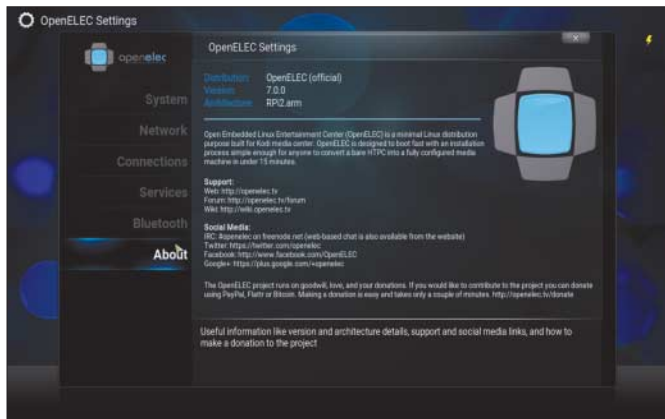 OpenELEC Settings
openelec
OpenELEC Settings
Distribution: OpenELEC (official)
Version: 7.0.0
Architecture: RPi2.arm
System
Network
Connections
Services
Bluetooth
About
Open Embedded Linux Entertainment Center (OpenELEC) is a minimal Linux distribution
purpose built for Kodi media center. OpenELEC is designed to boot fast with an installation
process simple enough for anyone to convert a bare HTPC into a fully configured media
machine in under 15 minutes.
Support:
Web: http://openelec.tv
Forum: http://openelec.tv/forum
Wiki: http://wiki.openelec.tv
Social Media:
IRC: #openelec on freenode.net (web-based chat is also available from the website)
Twitter: https://twitter.com/openelec
Facebook: http://www.facebook.com/OpenELEC
Google+: https://plus.google.com/+openelec
The OpenELEC project runs on goodwill, love, and your donations. If you would like to contribute to the project you can donate
using PayPal, Flattr or Bitcoin. Making a donation is easy and takes only a couple of minutes. http://openelec.tv/donate
Useful information like version and architecture details, support and social media links, and how to
make a donation to the project